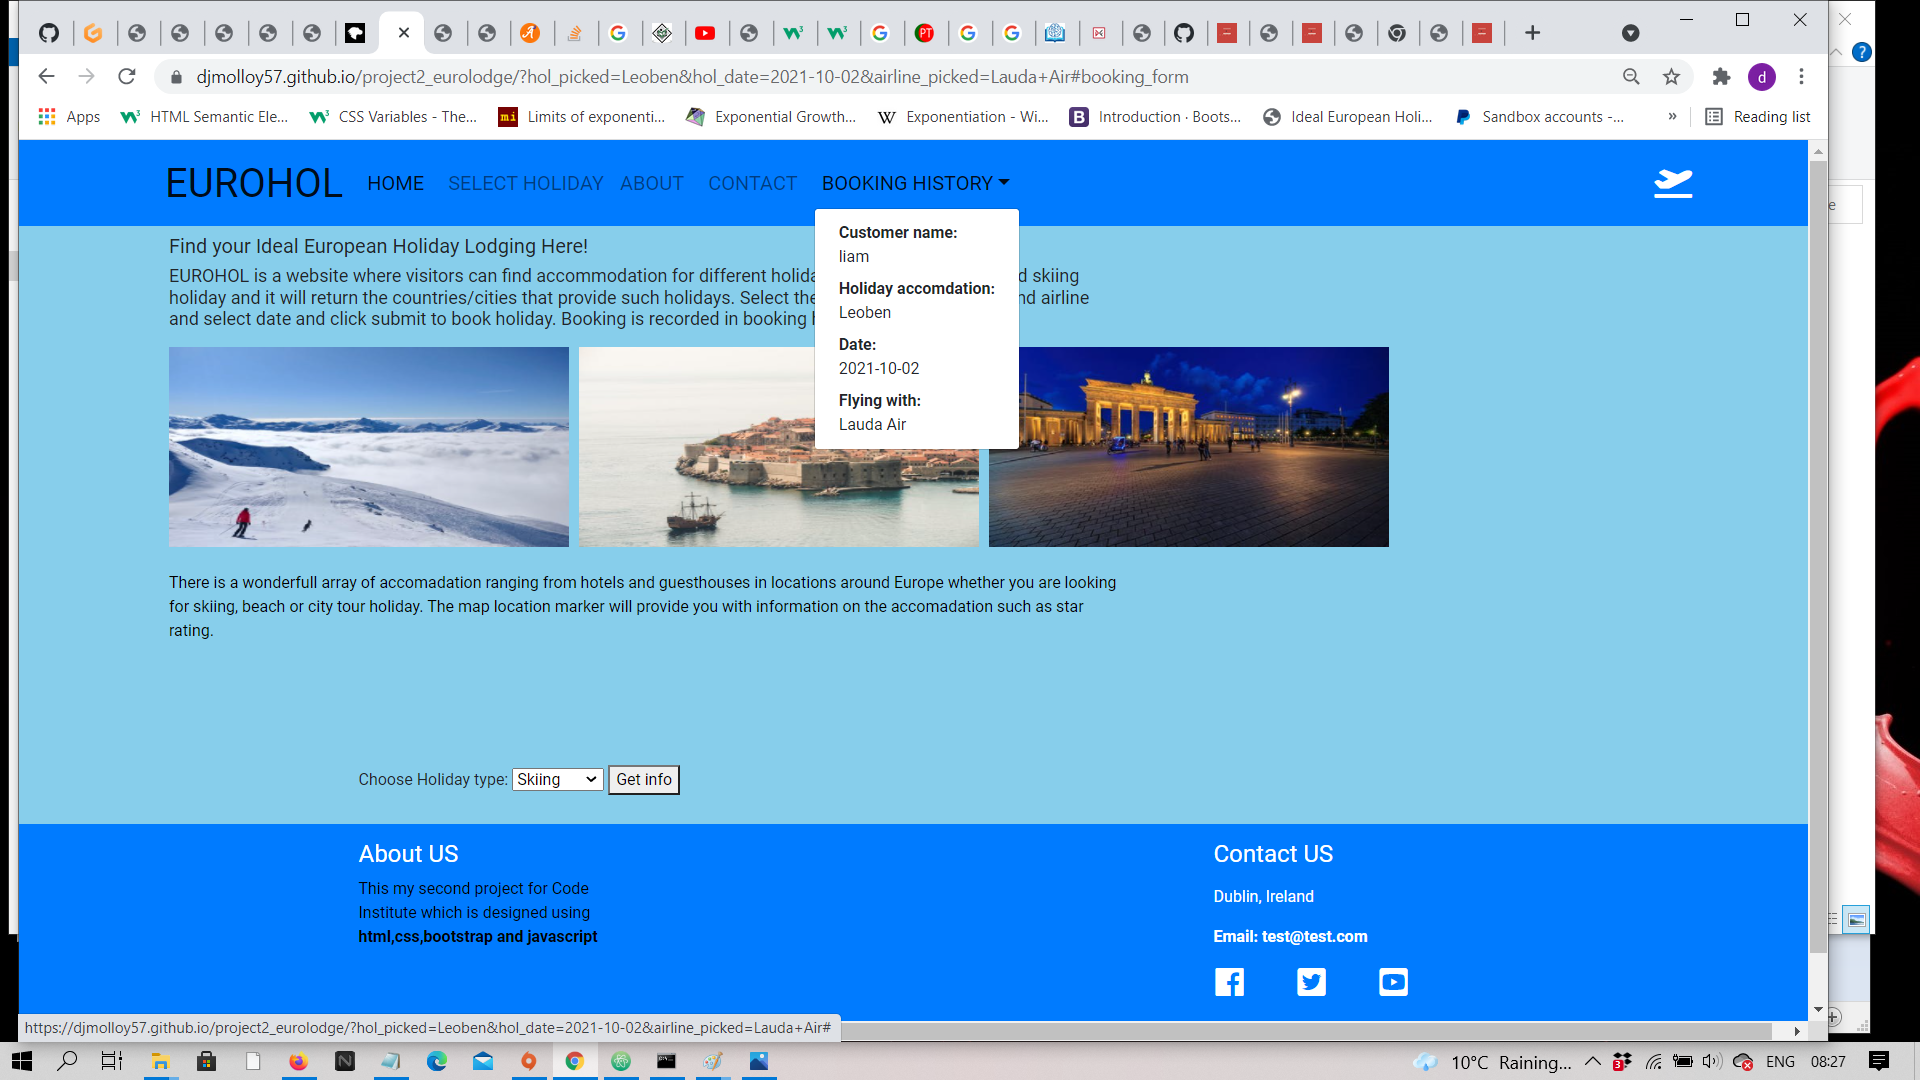 djmolloy57.github.io/project2_eurolodge/?hol_picked=Leoben&hol_date=2021-10-02&airline_picked=Lauda+Air#booking_form
d
Apps HTML Semantic Ele... CSS Variables - The... Limits of exponenti... Exponential Growth... Exponentiation - Wi... Introduction · Boots... Ideal European Holi... Sandbox accounts -... » Reading list
EUROHOL HOME SELECT HOLIDAY ABOUT CONTACT BOOKING HISTORY
Customer name:
liam
Holiday accomdation:
Leoben
Date:
2021-10-02
Flying with:
Lauda Air
Find your Ideal European Holiday Lodging Here!
EUROHOL is a website where visitors can find accommodation for different holida d skiing
holiday and it will return the countries/cities that provide such holidays. Select the nd airline
and select date and click submit to book holiday. Booking is recorded in booking h
There is a wonderfull array of accomadation ranging from hotels and guesthouses in locations around Europe whether you are looking
for skiing, beach or city tour holiday. The map location marker will provide you with information on the accomadation such as star
rating.
Choose Holiday type: Skiing Get info
About US
This my second project for Code
Institute which is designed using
html,css,bootstrap and javascript
Contact US
Dublin, Ireland
Email: test@test.com
https://djmolloy57.github.io/project2_eurolodge/?hol_picked=Leoben&hol_date=2021-10-02&airline_picked=Lauda+Air#
10°C Raining... 3 ENG 08:27